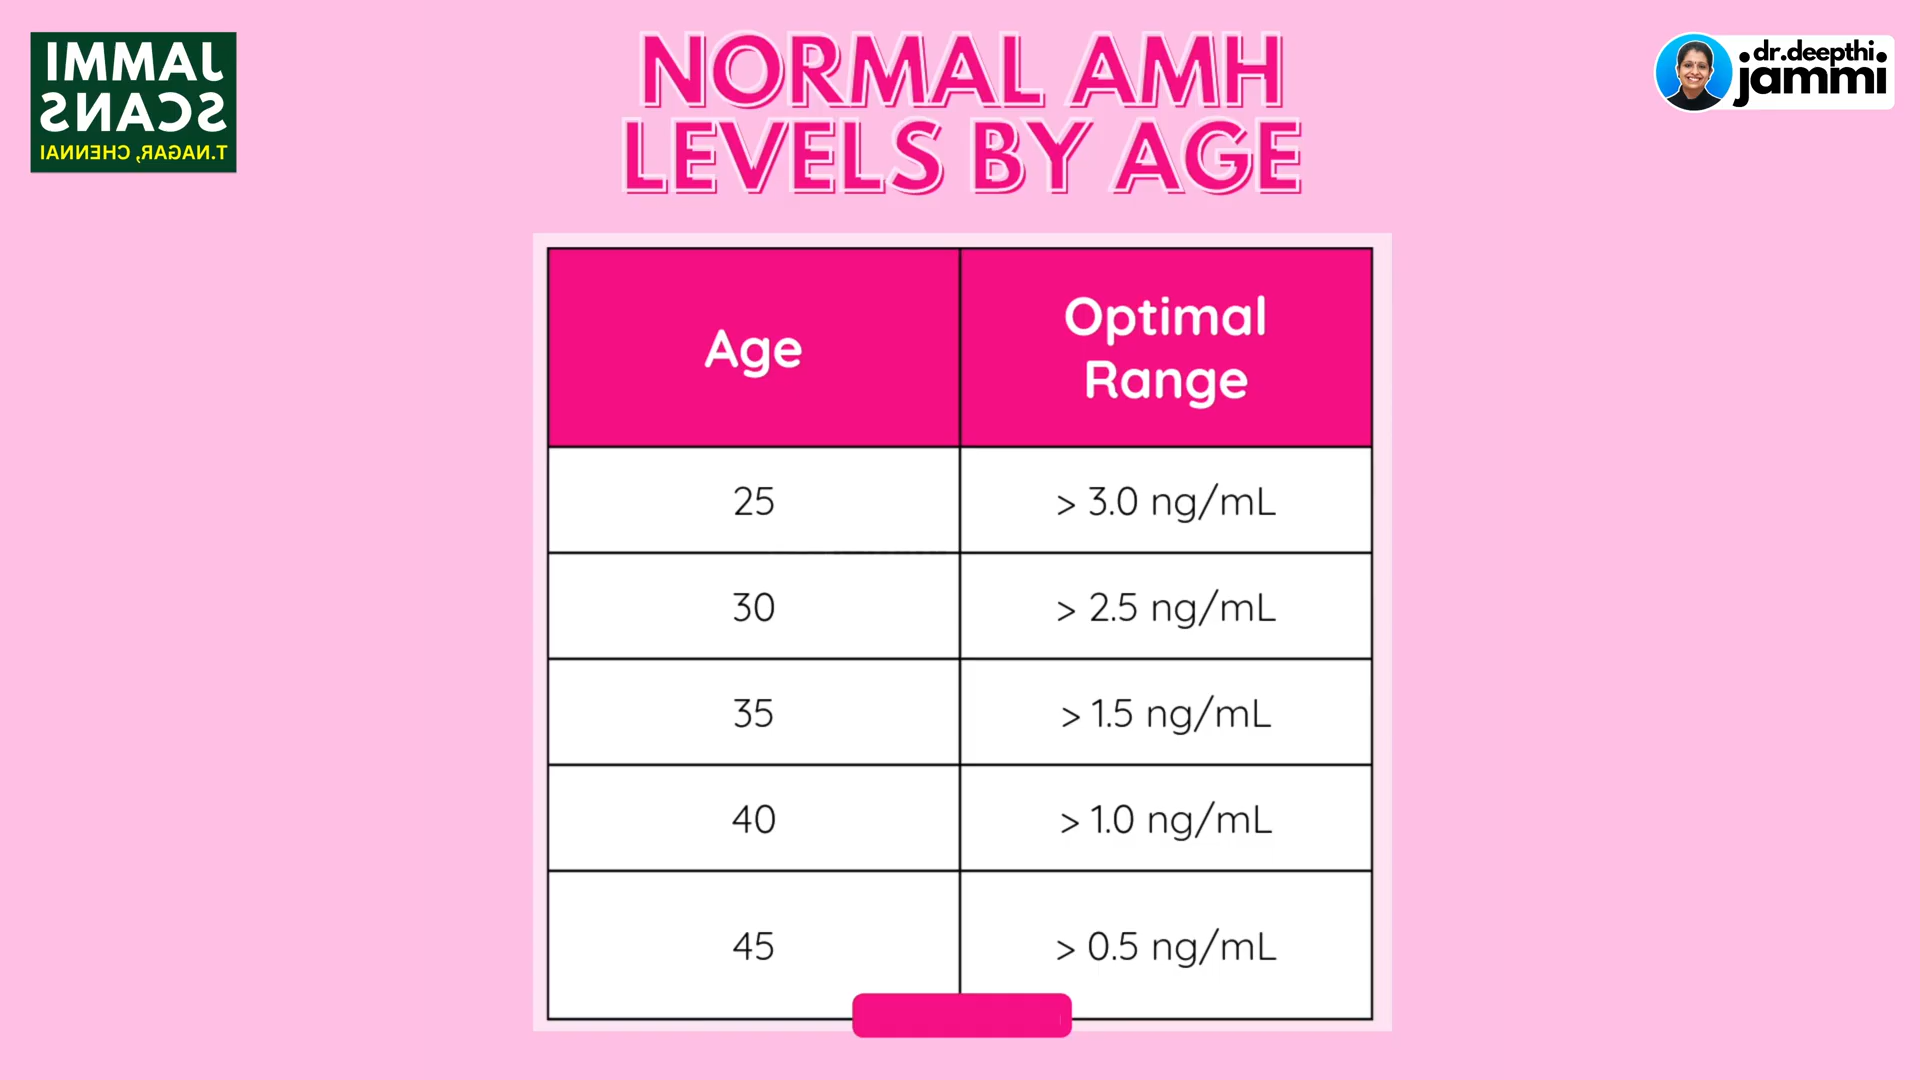 JAMMI
SCANS
T.NAGAR, CHENNAI
NORMAL AMH
LEVELS BY AGE
dr.deepthi
jammi
Age
Optimal
Range
25
> 3.0 ng/mL
30
> 2.5 ng/mL
35
> 1.5 ng/mL
40
> 1.0 ng/mL
45
> 0.5 ng/mL